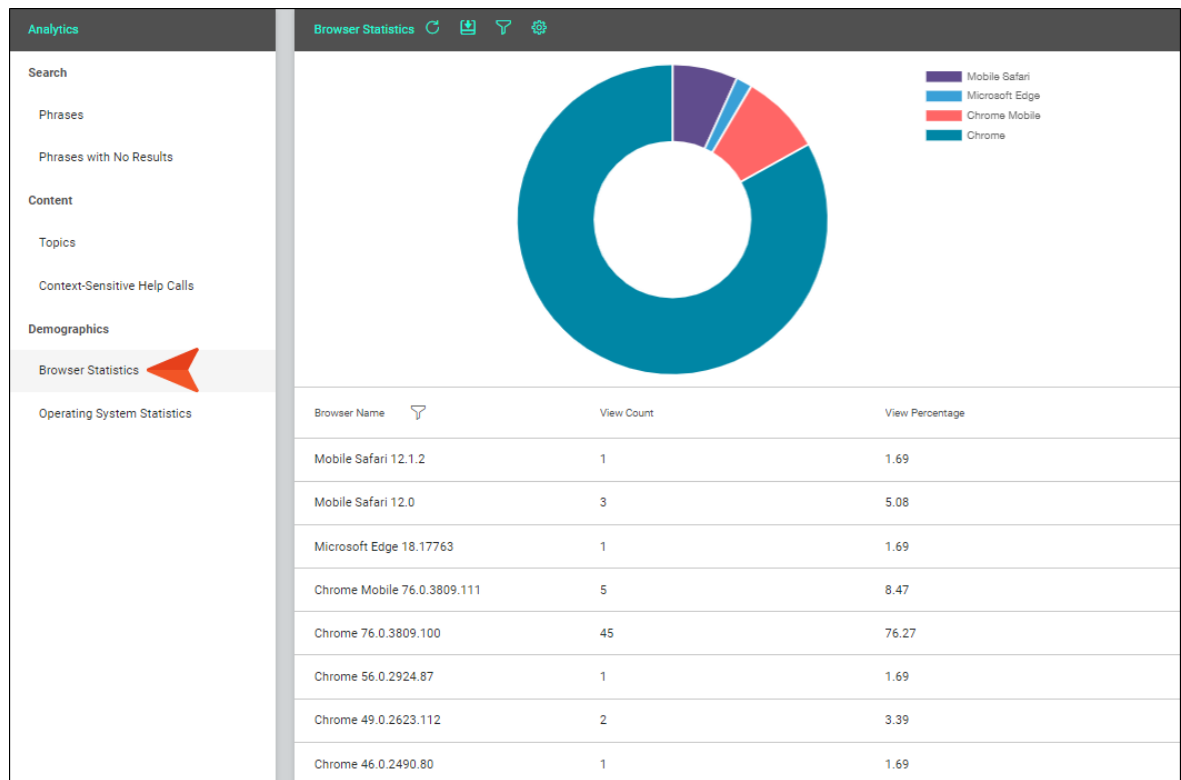 Analytics
Search
Phrases
Phrases with No Results
Content
Topics
Context-Sensitive Help Calls
Demographics
Browser Statistics
Operating System Statistics
Browser Statistics
Mobile Safari
Microsoft Edge
Chrome Mobile
Chrome
Browser Name View Count View Percentage
Mobile Safari 12.1.2 1 1.69
Mobile Safari 12.0 3 5.08
Microsoft Edge 18.17763 1 1.69
Chrome Mobile 76.0.3809.111 5 8.47
Chrome 76.0.3809.100 45 76.27
Chrome 56.0.2924.87 1 1.69
Chrome 49.0.2623.112 2 3.39
Chrome 46.0.2490.80 1 1.69